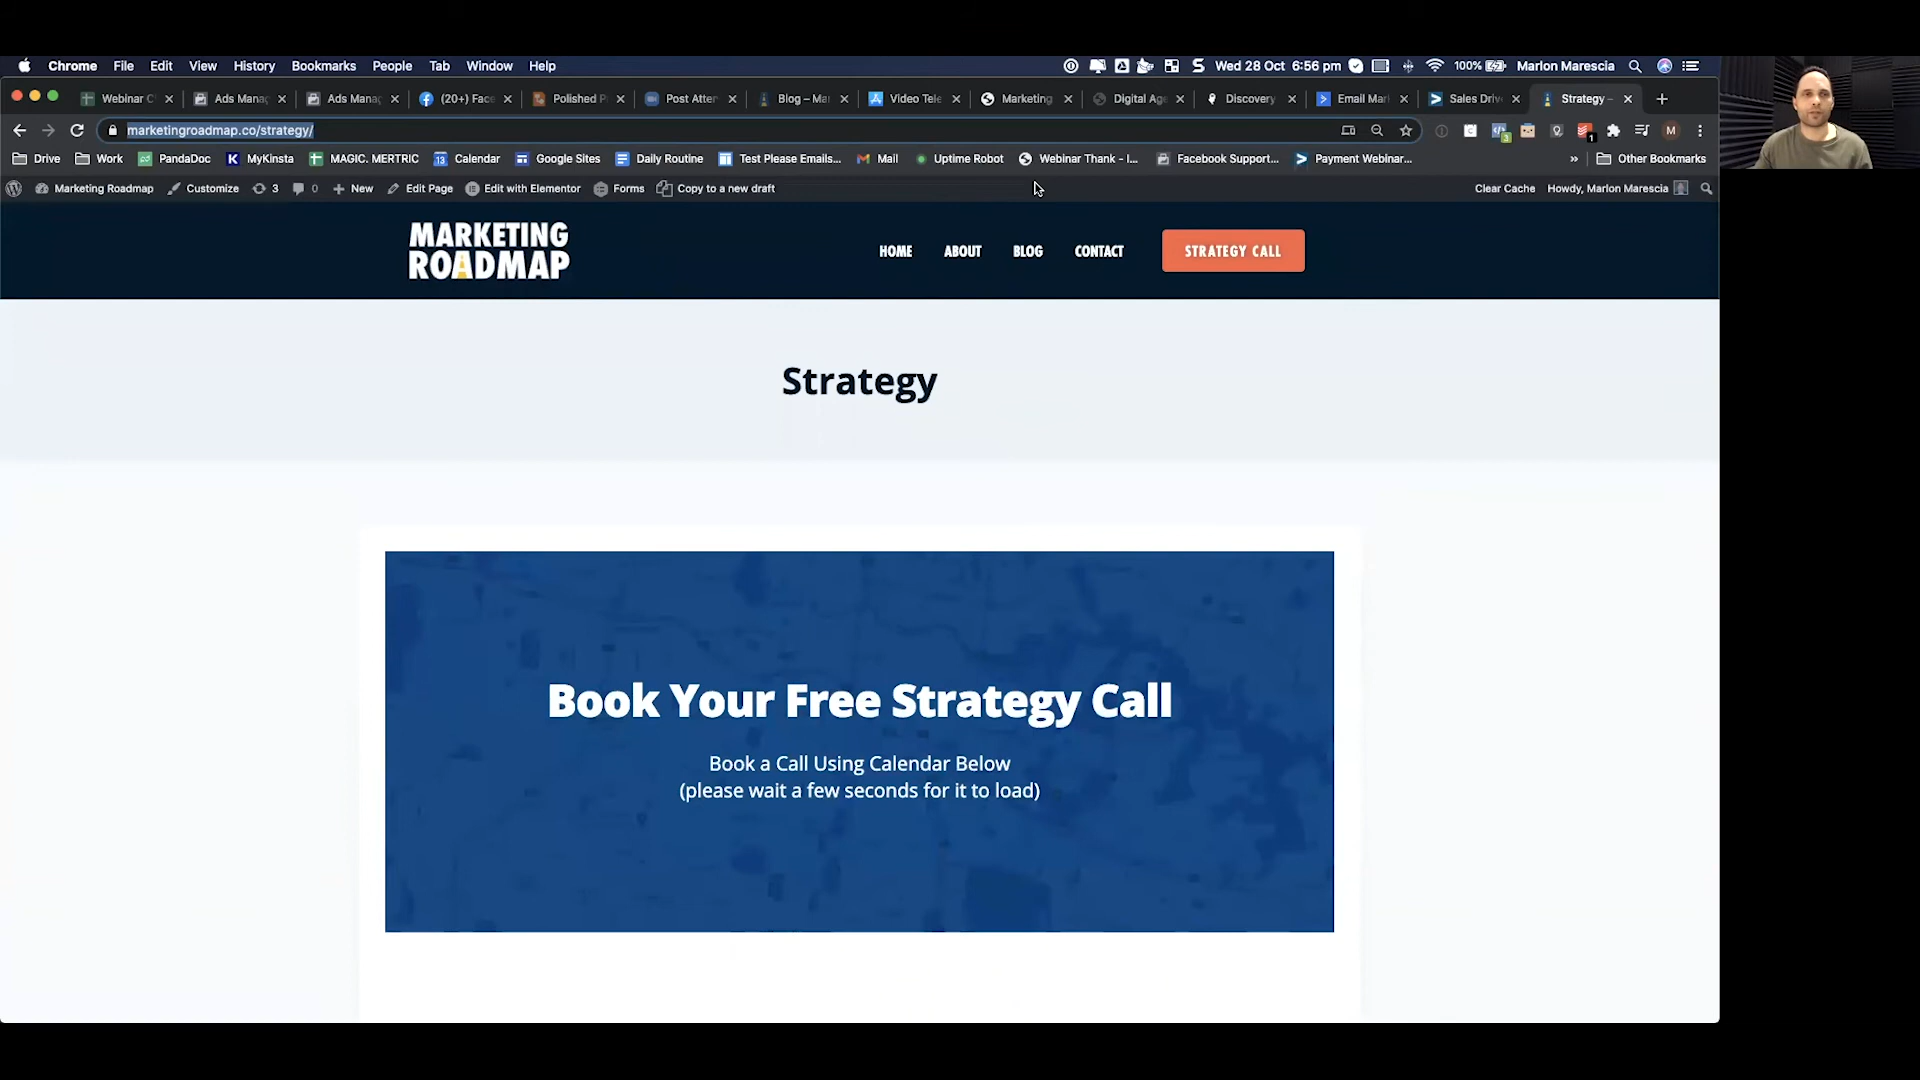 Chrome File Edit View History Bookmarks People Tab Window Help Wed 28 Oct 6:56 pm 100% Marlon Marescia
Webinar C Ads Mana Ads Mana (20+) Face Polished P Post Atter Blog – Ma Video Tele Marketing Digital Age Discovery Email Mar Sales Driv Strategy –
marketingroadmap.co/strategy/
Drive Work PandaDoc MyKinsta MAGIC. MERTRIC Calendar Google Sites Daily Routine Test Please Emails... Mail Uptime Robot Webinar Thank - I... Facebook Support... Payment Webinar... » Other Bookmarks
Marketing Roadmap Customize 3 0 New Edit Page Edit with Elementor Forms Copy to a new draft Clear Cache Howdy, Marlon Marescia
MARKETING
ROADMAP
HOME ABOUT BLOG CONTACT STRATEGY CALL
Strategy
Book Your Free Strategy Call
Book a Call Using Calendar Below
(please wait a few seconds for it to load)